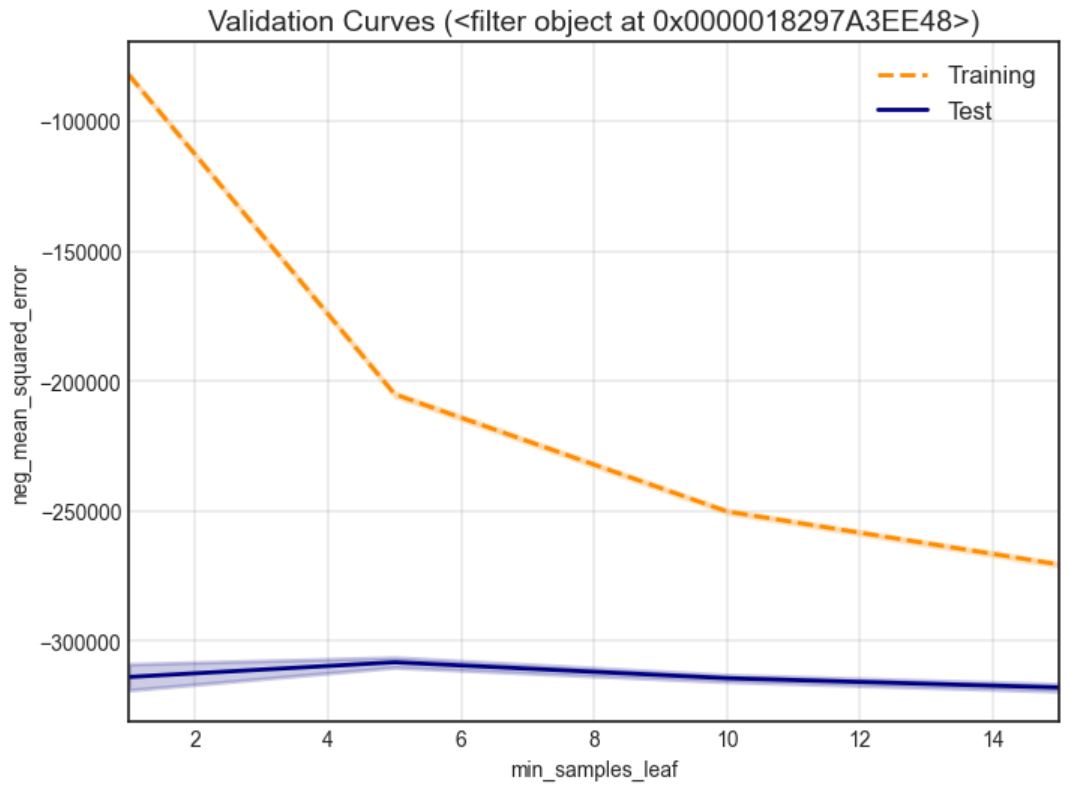 Validation Curves (<filter object at 0x0000018297A3EE48>)
Training
Test
−100000
−150000
−200000
−250000
−300000
neg_mean_squared_error
2 4 6 8 10 12 14
min_samples_leaf